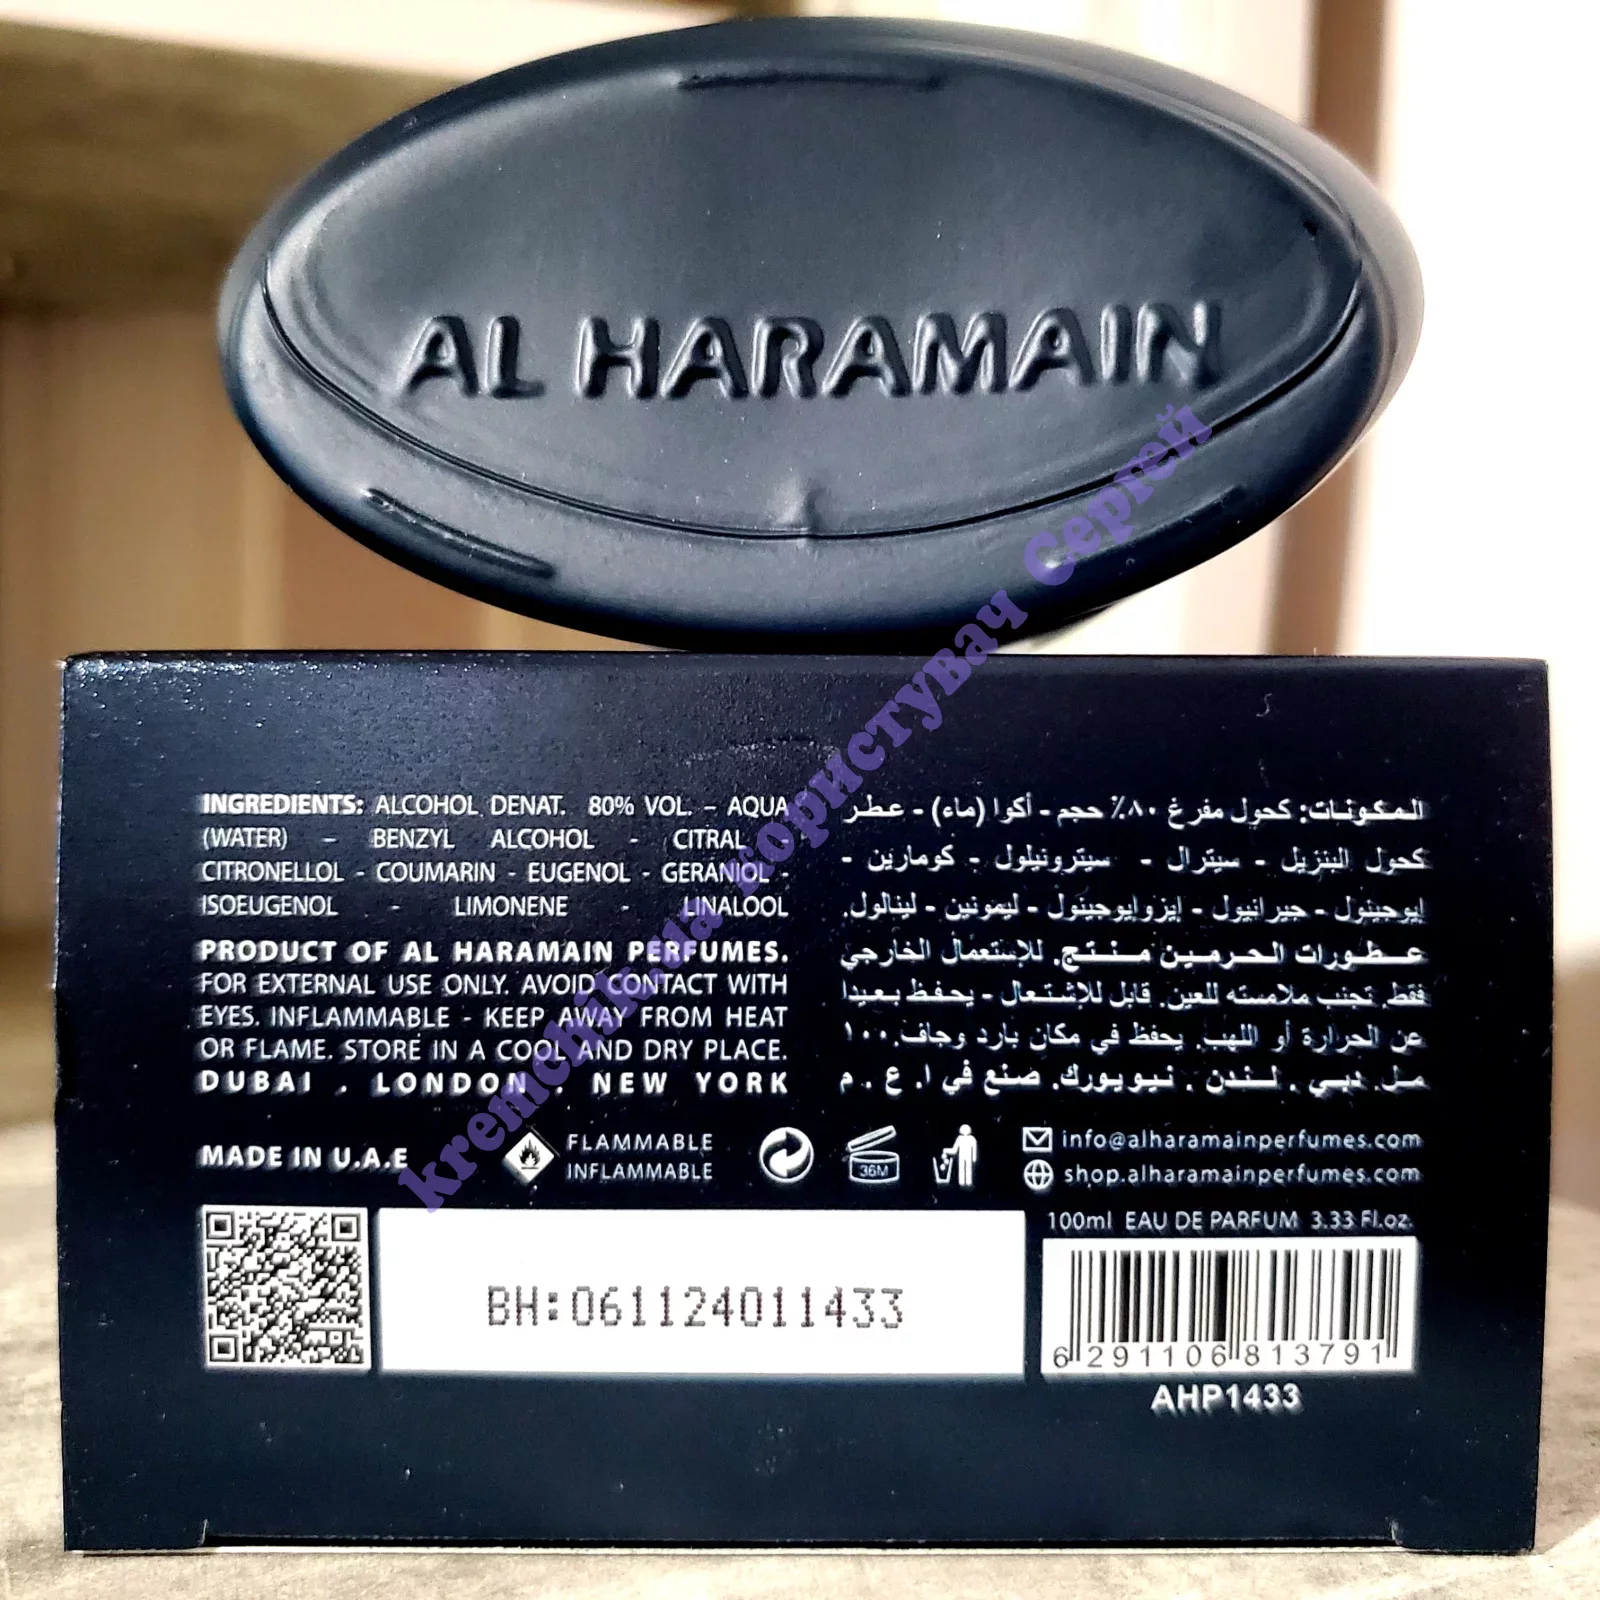 AL HARAMAIN
INGREDIENTS: ALCOHOL DENAT. 80% VOL. – AQUA
(WATER) – BENZYL ALCOHOL - CITRAL -
CITRONELLOL - COUMARIN - EUGENOL - GERANIOL -
ISOEUGENOL - LIMONENE - LINALOOL
PRODUCT OF AL HARAMAIN PERFUMES.
FOR EXTERNAL USE ONLY. AVOID CONTACT WITH
EYES. INFLAMMABLE - KEEP AWAY FROM HEAT
OR FLAME. STORE IN A COOL AND DRY PLACE.
DUBAI . LONDON . NEW YORK
المكونات: كحول مفرغ ٨٠٪ حجم - أكوا (ماء) - عطر
كحول البنزيل - سيترال - سيترونيلول - كومارين -
إيوجينول - جيرانيول - إيزوايوجينول - ليمونين - لينالول.
عطورات الحرمين منتج. للإستعمال الخارجي
فقط. تجنب ملامسته للعين. قابل للإشتعال - يحفظ بعيدا
عن الحرارة أو اللهب. يحفظ في مكان بارد وجاف. ١٠٠
مل. دبي . لندن . نيويورك. صنع في ا. ع . م
MADE IN U.A.E
FLAMMABLE
INFLAMMABLE
36M
info@alharamainperfumes.com
shop.alharamainperfumes.com
100ml EAU DE PARFUM 3.33 Fl.oz.
BH:061124011433
6291106813791
AHP1433
kremchik.ua користувач Сергей